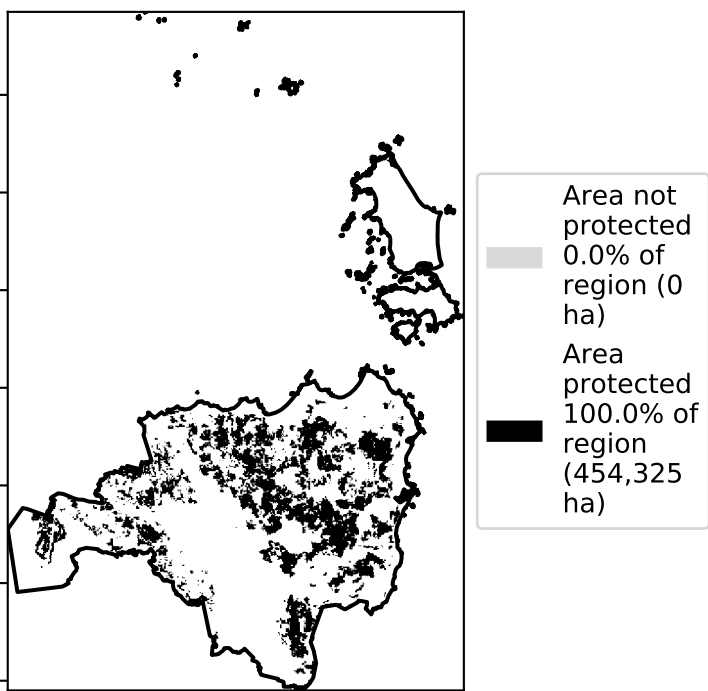 Area not
protected
0.0% of
region (0
ha)
Area
protected
100.0% of
region
(454,325
ha)